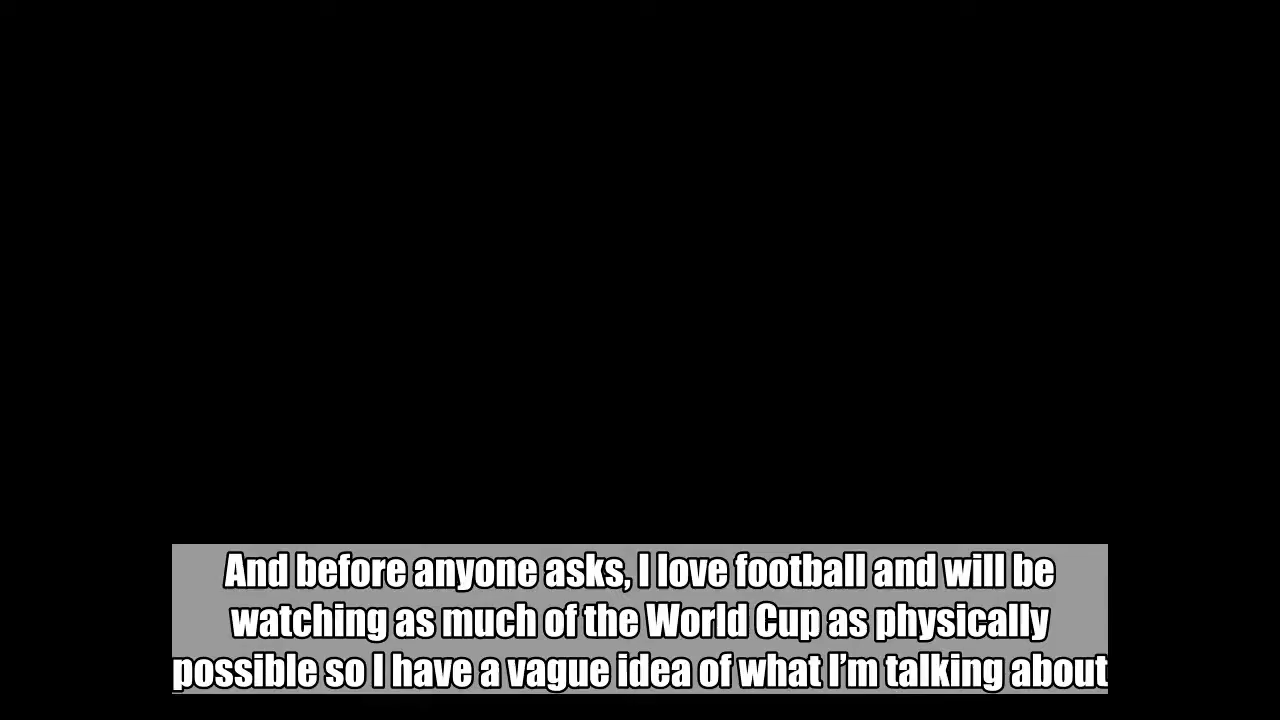 And before anyone asks, I love football and will be
watching as much of the World Cup as physically
possible so I have a vague idea of what I’m talking about